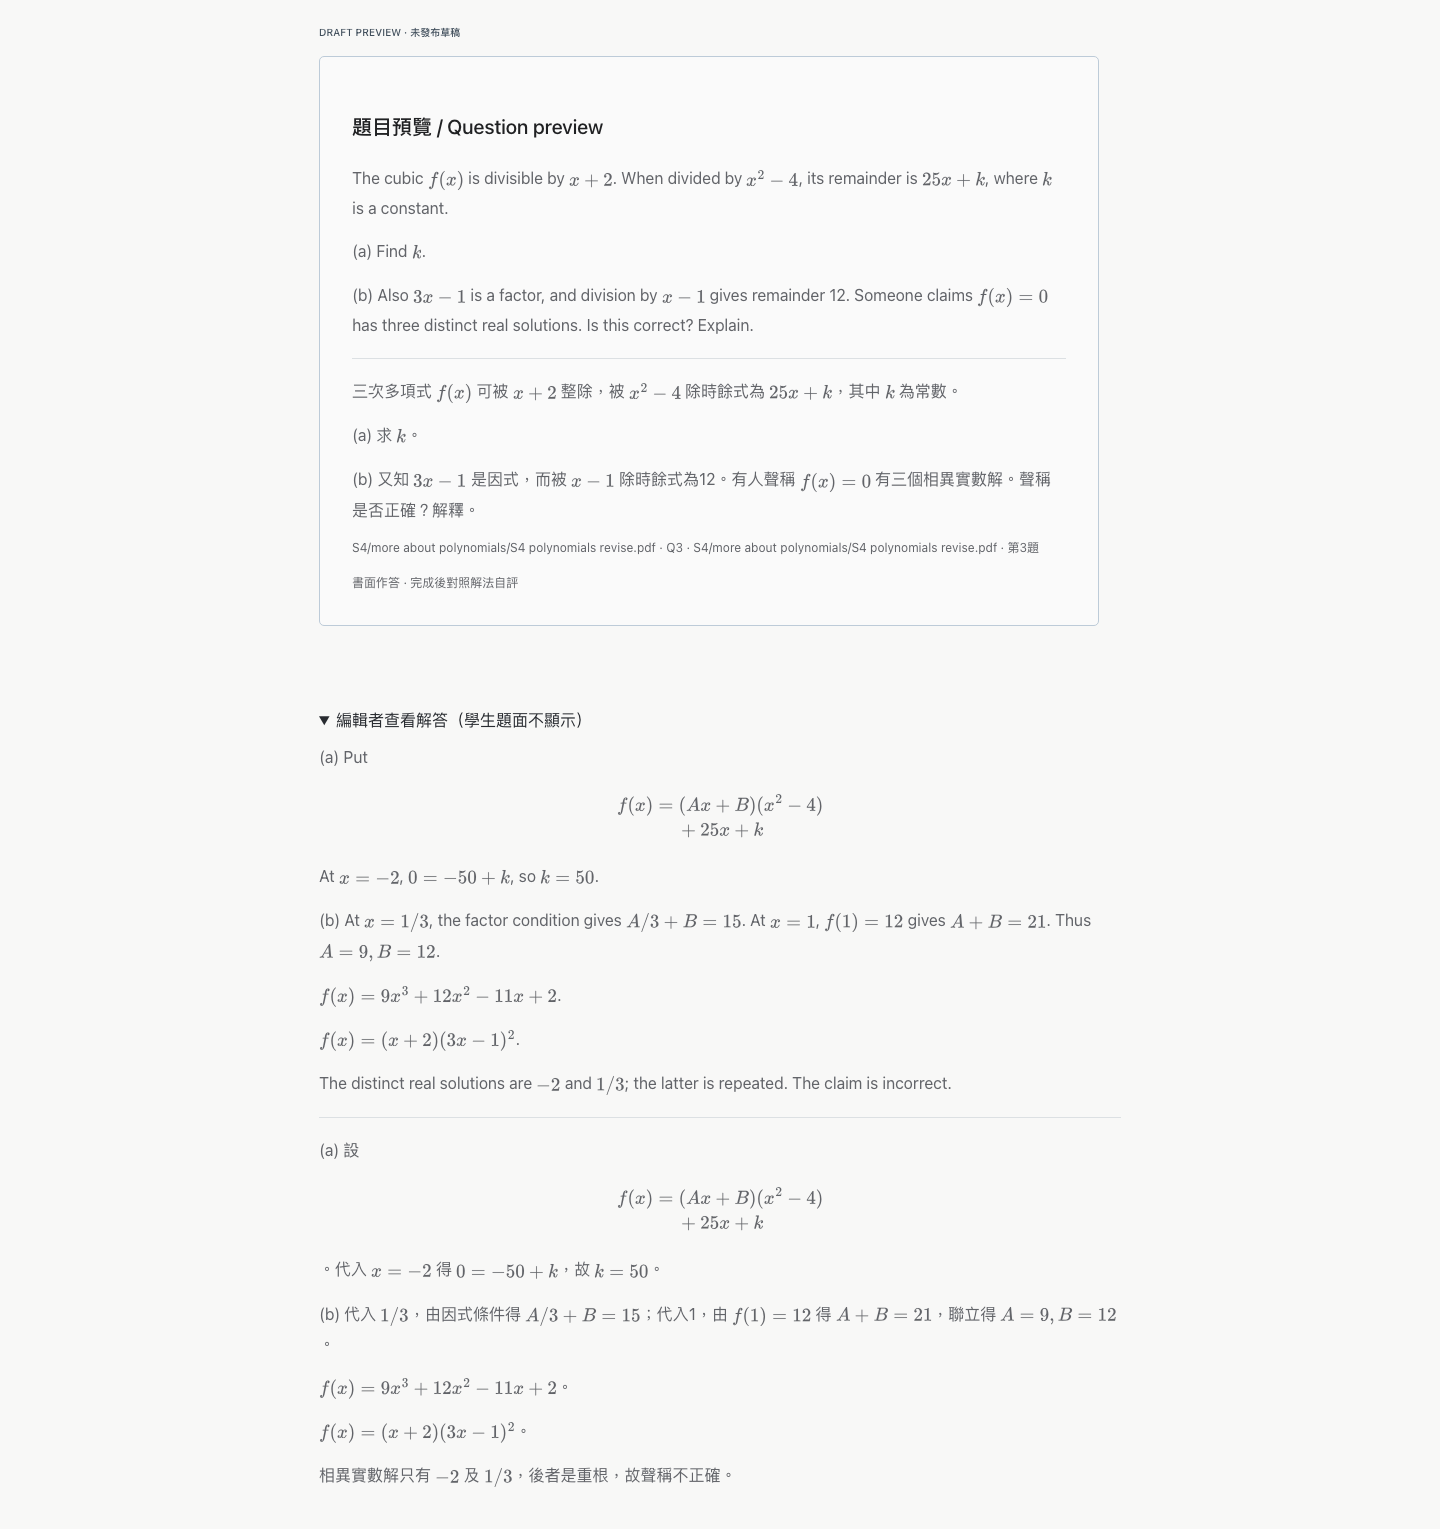 DRAFT PREVIEW · 未發布草稿
題目預覽 / Question preview
The cubic f(x) is divisible by x + 2. When divided by x² − 4, its remainder is 25x + k, where k
is a constant.
(a) Find k.
(b) Also 3x − 1 is a factor, and division by x − 1 gives remainder 12. Someone claims f(x) = 0
has three distinct real solutions. Is this correct? Explain.
三次多項式 f(x) 可被 x + 2 整除，被 x² − 4 除時餘式為 25x + k，其中 k 為常數。
(a) 求 k。
(b) 又知 3x − 1 是因式，而被 x − 1 除時餘式為12。有人聲稱 f(x) = 0 有三個相異實數解。聲稱
是否正確？解釋。
S4/more about polynomials/S4 polynomials revise.pdf · Q3 · S4/more about polynomials/S4 polynomials revise.pdf · 第3題
書面作答 · 完成後對照解法自評
▼ 編輯者查看解答（學生題面不顯示）
(a) Put
f(x) = (Ax + B)(x² − 4)
+ 25x + k
At x = −2, 0 = −50 + k, so k = 50.
(b) At x = 1/3, the factor condition gives A/3 + B = 15. At x = 1, f(1) = 12 gives A + B = 21. Thus
A = 9, B = 12.
f(x) = 9x³ + 12x² − 11x + 2.
f(x) = (x + 2)(3x − 1)².
The distinct real solutions are −2 and 1/3; the latter is repeated. The claim is incorrect.
(a) 設
f(x) = (Ax + B)(x² − 4)
+ 25x + k
。代入 x = −2 得 0 = −50 + k，故 k = 50。
(b) 代入 1/3，由因式條件得 A/3 + B = 15；代入1，由 f(1) = 12 得 A + B = 21，聯立得 A = 9, B = 12
。
f(x) = 9x³ + 12x² − 11x + 2。
f(x) = (x + 2)(3x − 1)²。
相異實數解只有 −2 及 1/3，後者是重根，故聲稱不正確。